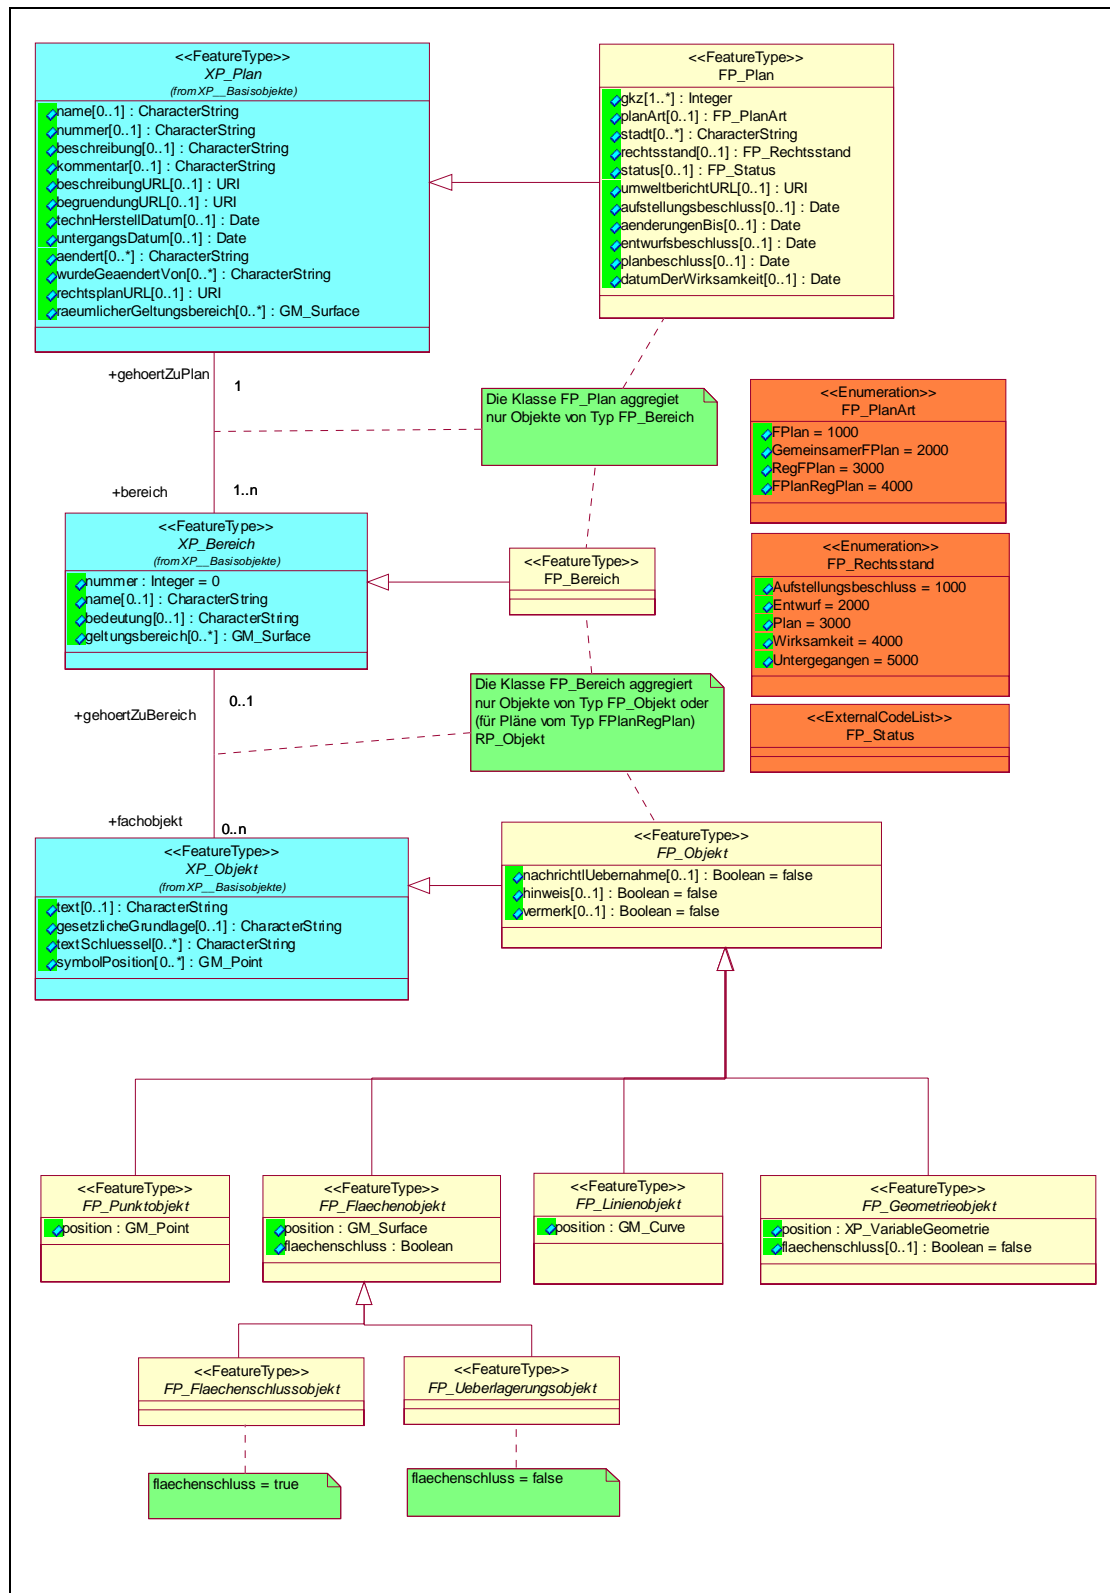 <<FeatureType>>
XP_Plan
(from XP__Basisobjekte)
name[0..1] : CharacterString
nummer[0..1] : CharacterString
beschreibung[0..1] : CharacterString
kommentar[0..1] : CharacterString
beschreibungURL[0..1] : URI
begruendungURL[0..1] : URI
technHerstellDatum[0..1] : Date
untergangsDatum[0..1] : Date
aendert[0..*] : CharacterString
wurdeGeaendertVon[0..*] : CharacterString
rechtsplanURL[0..1] : URI
raeumlicherGeltungsbereich[0..*] : GM_Surface
<<FeatureType>>
FP_Plan
gkz[1..*] : Integer
planArt[0..1] : FP_PlanArt
stadt[0..*] : CharacterString
rechtsstand[0..1] : FP_Rechtsstand
status[0..1] : FP_Status
umweltberichtURL[0..1] : URI
aufstellungsbeschluss[0..1] : Date
aenderungenBis[0..1] : Date
entwurfsbeschluss[0..1] : Date
planbeschluss[0..1] : Date
datumDerWirksamkeit[0..1] : Date
+gehoertZuPlan
1
Die Klasse FP_Plan aggregiet
nur Objekte von Typ FP_Bereich
<<Enumeration>>
FP_PlanArt
FPlan = 1000
GemeinsamerFPlan = 2000
RegFPlan = 3000
FPlanRegPlan = 4000
+bereich
1..n
<<FeatureType>>
XP_Bereich
(from XP__Basisobjekte)
nummer : Integer = 0
name[0..1] : CharacterString
bedeutung[0..1] : CharacterString
geltungsbereich[0..*] : GM_Surface
<<FeatureType>>
FP_Bereich
<<Enumeration>>
FP_Rechtsstand
Aufstellungsbeschluss = 1000
Entwurf = 2000
Plan = 3000
Wirksamkeit = 4000
Untergegangen = 5000
+gehoertZuBereich
0..1
Die Klasse FP_Bereich aggregiert
nur Objekte von Typ FP_Objekt oder
(für Pläne vom Typ FPlanRegPlan)
RP_Objekt
<<ExternalCodeList>>
FP_Status
+fachobjekt
0..n
<<FeatureType>>
XP_Objekt
(from XP__Basisobjekte)
text[0..1] : CharacterString
gesetzlicheGrundlage[0..1] : CharacterString
textSchluessel[0..*] : CharacterString
symbolPosition[0..*] : GM_Point
<<FeatureType>>
FP_Objekt
nachrichtlUebernahme[0..1] : Boolean = false
hinweis[0..1] : Boolean = false
vermerk[0..1] : Boolean = false
<<FeatureType>>
FP_Punktobjekt
position : GM_Point
<<FeatureType>>
FP_Flaechenobjekt
position : GM_Surface
flaechenschluss : Boolean
<<FeatureType>>
FP_Linienobjekt
position : GM_Curve
<<FeatureType>>
FP_Geometrieobjekt
position : XP_VariableGeometrie
flaechenschluss[0..1] : Boolean = false
<<FeatureType>>
FP_Flaechenschlussobjekt
<<FeatureType>>
FP_Ueberlagerungsobjekt
flaechenschluss = true
flaechenschluss = false